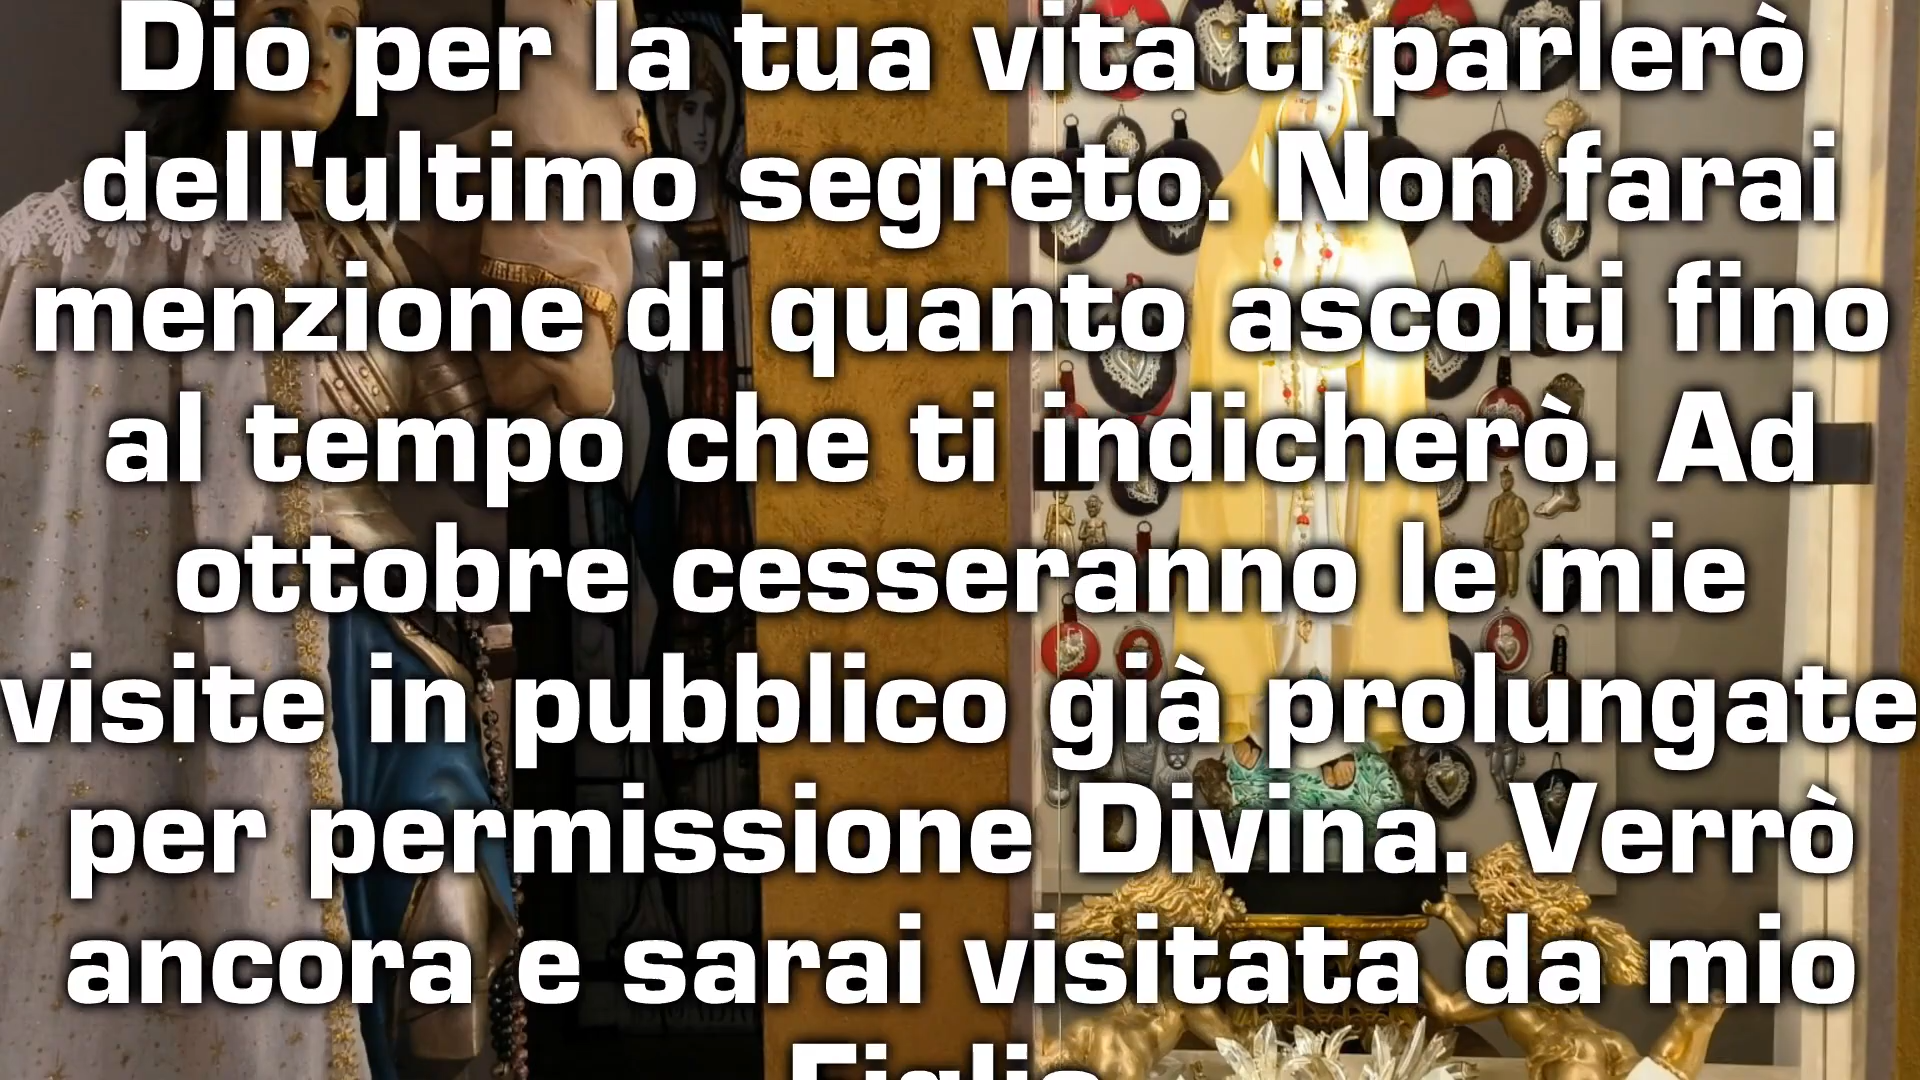 Dio per la tua vita ti parlerò
dell'ultimo segreto. Non farai
menzione di quanto ascolti fino
al tempo che ti indicherò. Ad
ottobre cesseranno le mie
visite in pubblico già prolungate
per permissione Divina. Verrò
ancora e sarai visitata da mio
Figlio